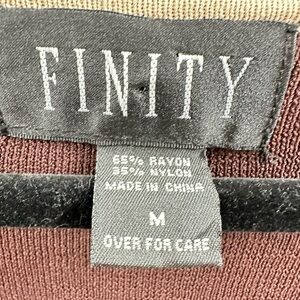 FINITY
65% RAYON
35% NYLON
MADE IN CHINA
M
OVER FOR CARE